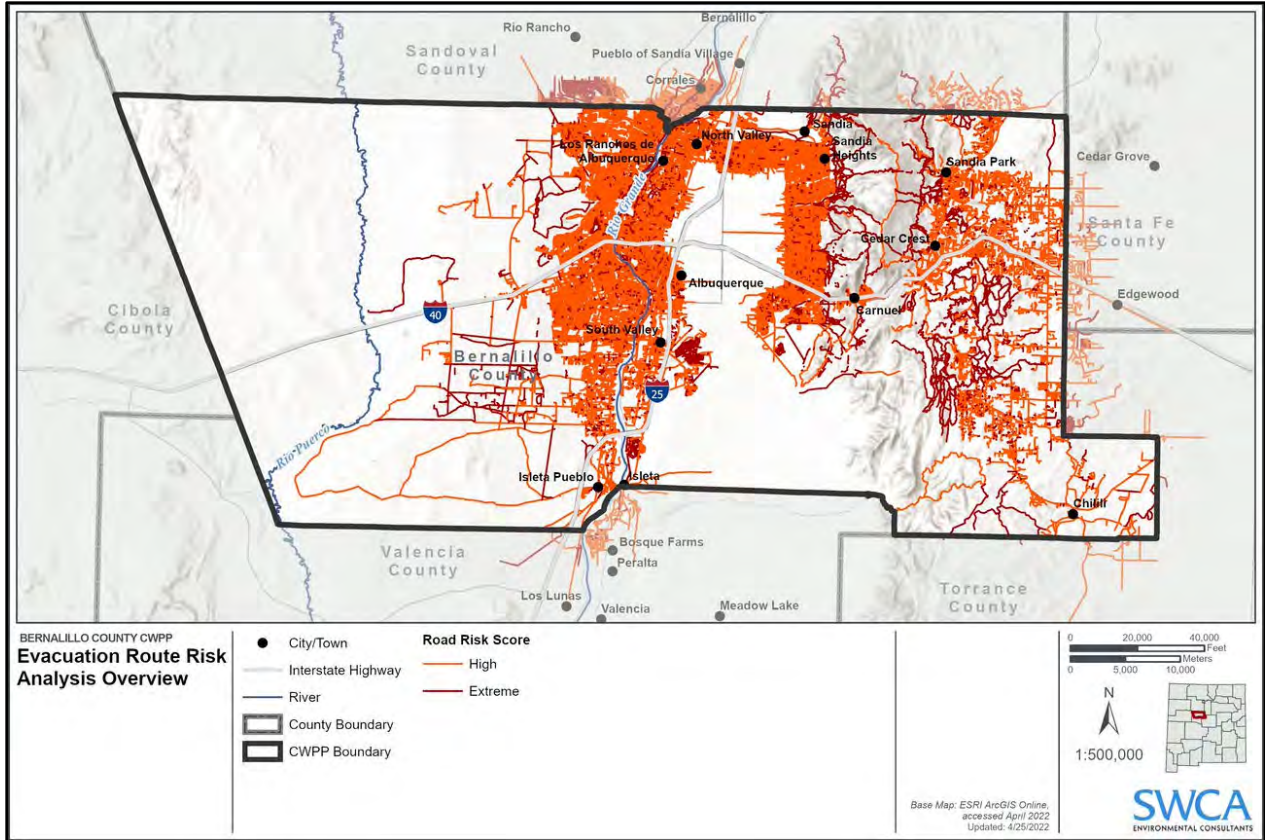 Bernalillo
Rio Rancho
Sandoval
County
Pueblo of Sandia Village
Corrales
Sandia
North Valley
Los Ranchos de
Albuquerque
Sandia
Heights
Sandia Park
Cedar Grove
Rio Grande
Santa Fe
County
Cedar Crest
Albuquerque
Edgewood
Carnuel
Cibola
County
40
South Valley
Bernalillo
County
25
Rio Puerco
Isleta Pueblo
Isleta
Chilili
Bosque Farms
Valencia
County
Peralta
Torrance
County
Los Lunas
Valencia
Meadow Lake
BERNALILLO COUNTY CWPP
Evacuation Route Risk
Analysis Overview
City/Town
Interstate Highway
River
County Boundary
CWPP Boundary
Road Risk Score
High
Extreme
0 20,000 40,000
Feet
Meters
0 5,000 10,000
N
1:500,000
Base Map: ESRI ArcGIS Online,
accessed April 2022
Updated: 4/25/2022
SWCA
ENVIRONMENTAL CONSULTANTS